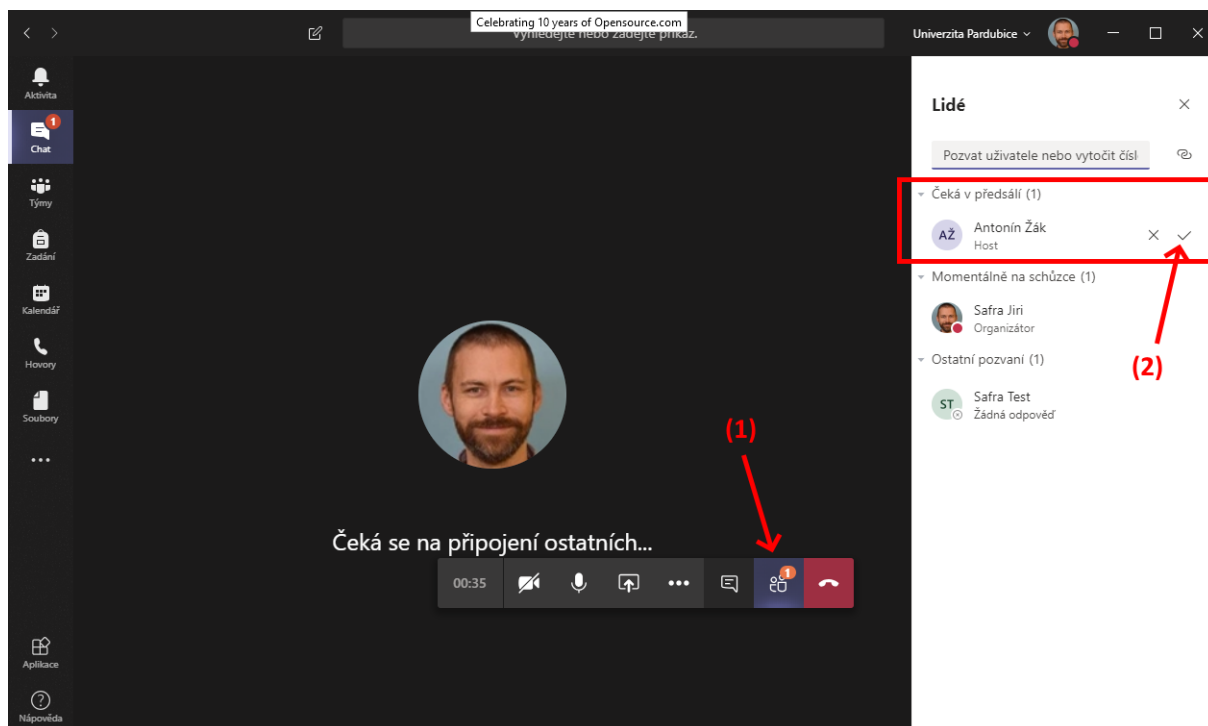 Celebrating 10 years of Opensource.com
Vyhledejte nebo zadejte příkaz.
Univerzita Pardubice
Aktivita
1
Chat
Týmy
Zadání
Kalendář
Hovory
Soubory
Aplikace
Nápověda
Čeká se na připojení ostatních...
(1)
00:35
1
Lidé
Pozvat uživatele nebo vytočit čísl
Čeká v předsálí (1)
AŽ
Antonín Žák
Host
Momentálně na schůzce (1)
Safra Jiri
Organizátor
(2)
Ostatní pozvaní (1)
ST
Safra Test
Žádná odpověď